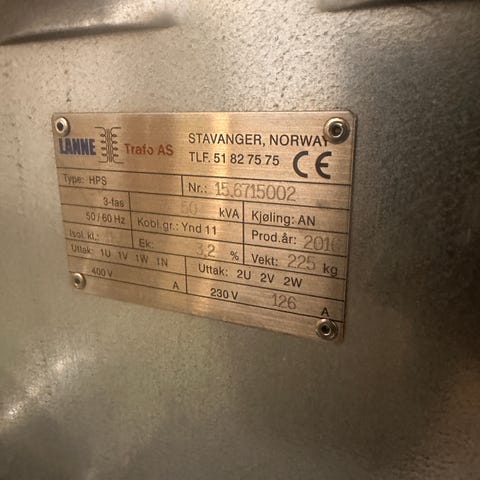 LANNE Trafo AS
STAVANGER, NORWAY
TLF. 51 82 75 75 CE
Type: HPS Nr.: 15.6715002
3-fas 50 kVA Kjøling: AN
50/60 Hz Kobl.gr.: Ynd 11 Prod.år: 2016
Isol. kl.: Ek: 3,2 % Vekt: 225 kg
Uttak: 1U 1V 1W 1N Uttak: 2U 2V 2W
400 V A 230 V 126 A